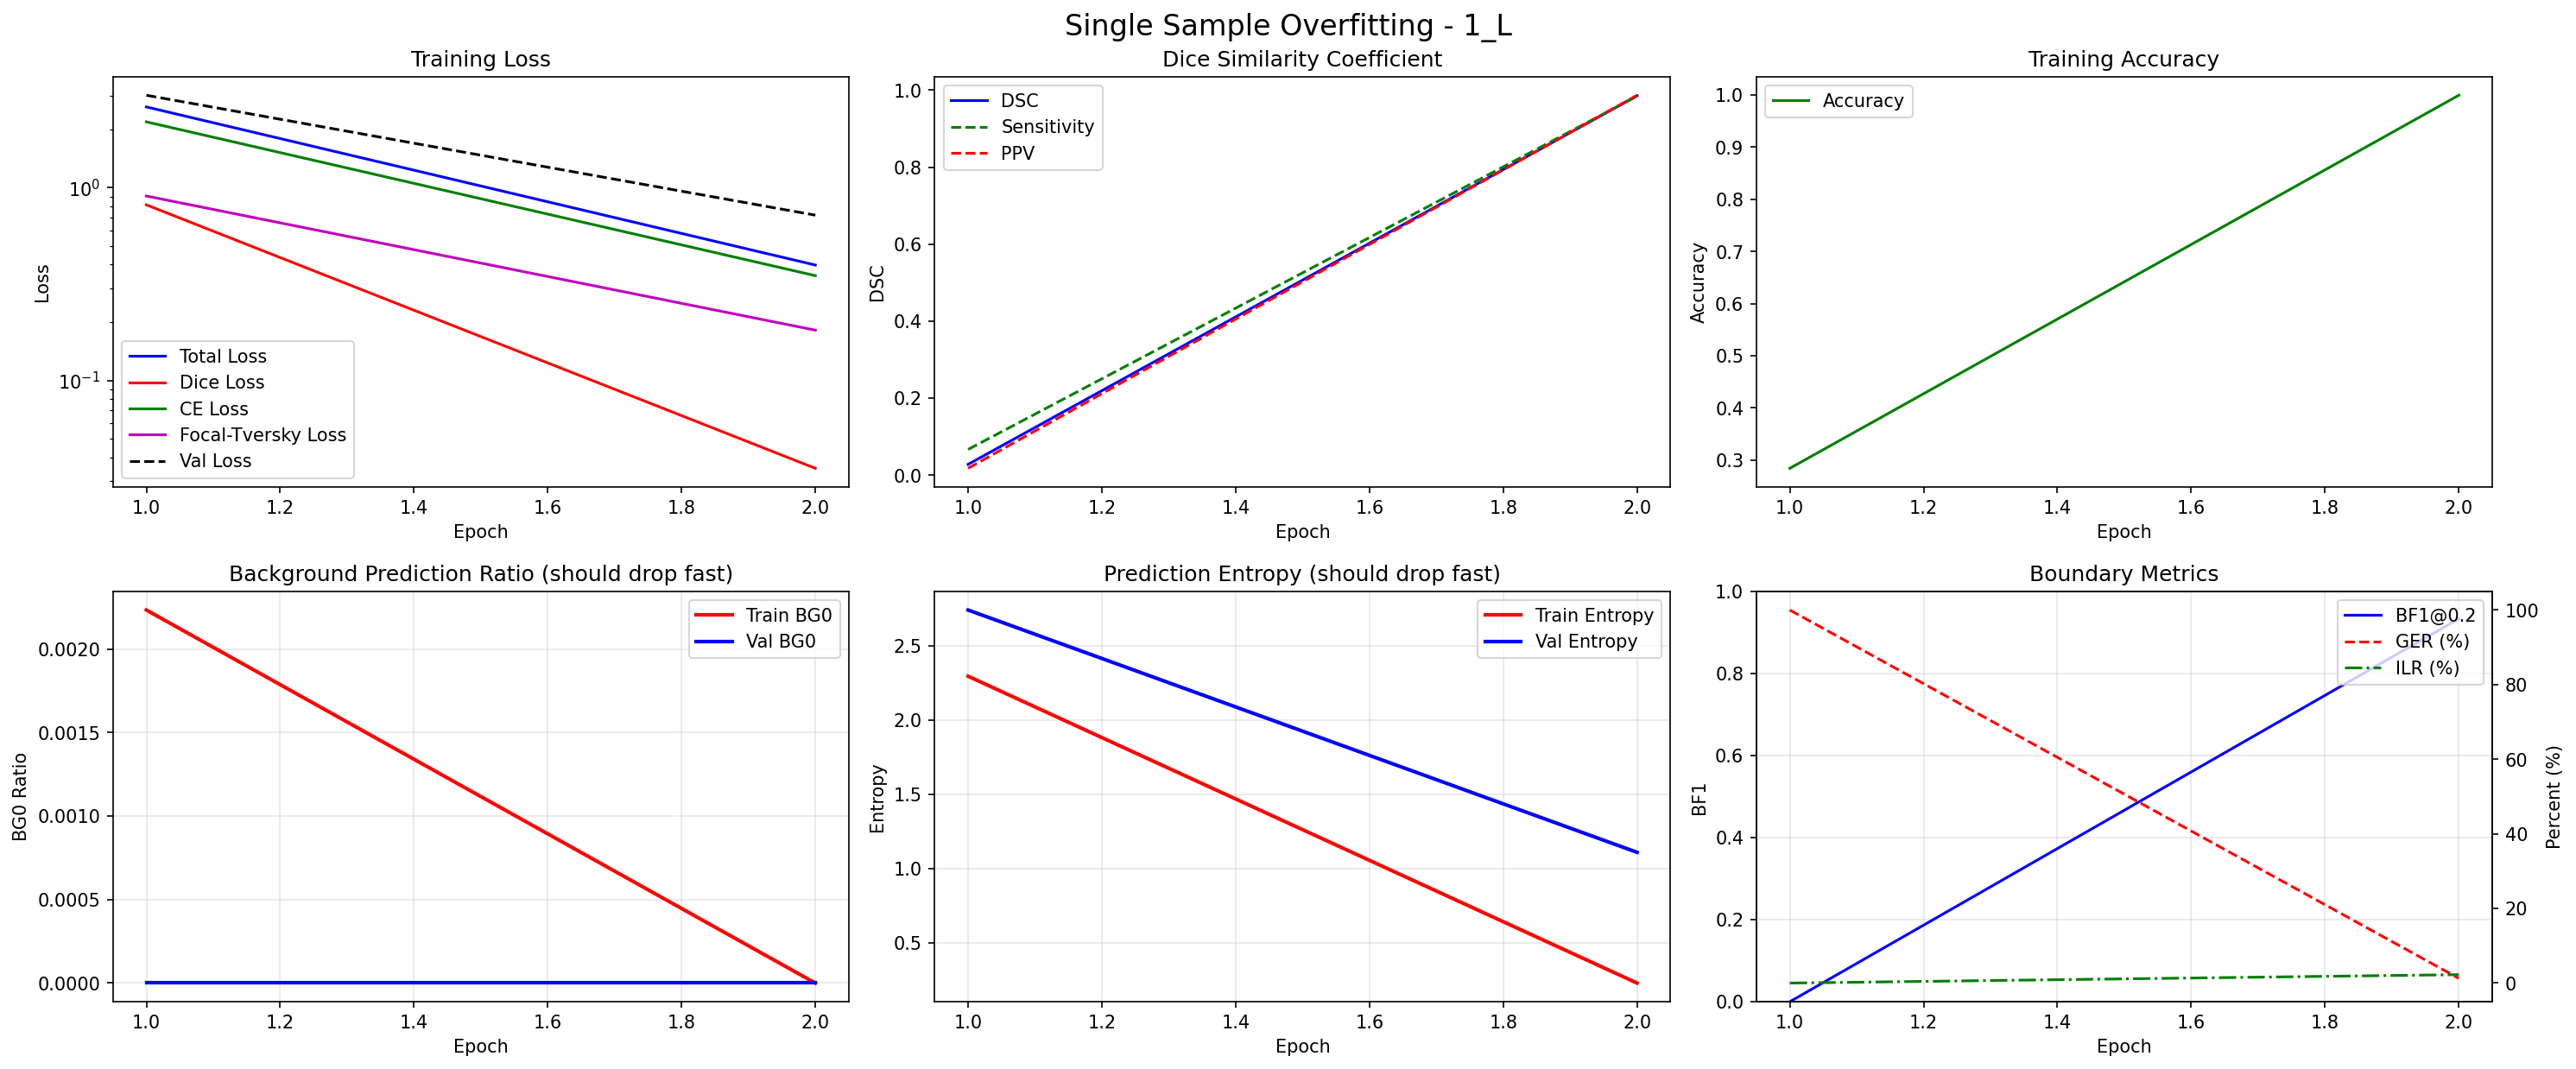 Single Sample Overfitting - 1_L
Training Loss
Loss
10⁰
10⁻¹
Total Loss
Dice Loss
CE Loss
Focal-Tversky Loss
Val Loss
1.0 1.2 1.4 1.6 1.8 2.0
Epoch
Dice Similarity Coefficient
DSC
1.0
0.8
0.6
0.4
0.2
0.0
DSC
Sensitivity
PPV
1.0 1.2 1.4 1.6 1.8 2.0
Epoch
Training Accuracy
Accuracy
1.0
0.9
0.8
0.7
0.6
0.5
0.4
0.3
Accuracy
1.0 1.2 1.4 1.6 1.8 2.0
Epoch
Background Prediction Ratio (should drop fast)
BG0 Ratio
0.0020
0.0015
0.0010
0.0005
0.0000
Train BG0
Val BG0
1.0 1.2 1.4 1.6 1.8 2.0
Epoch
Prediction Entropy (should drop fast)
Entropy
2.5
2.0
1.5
1.0
0.5
Train Entropy
Val Entropy
1.0 1.2 1.4 1.6 1.8 2.0
Epoch
Boundary Metrics
BF1
1.0
0.8
0.6
0.4
0.2
0.0
BF1@0.2
GER (%)
ILR (%)
100
80
60
40
20
0
Percent (%)
1.0 1.2 1.4 1.6 1.8 2.0
Epoch